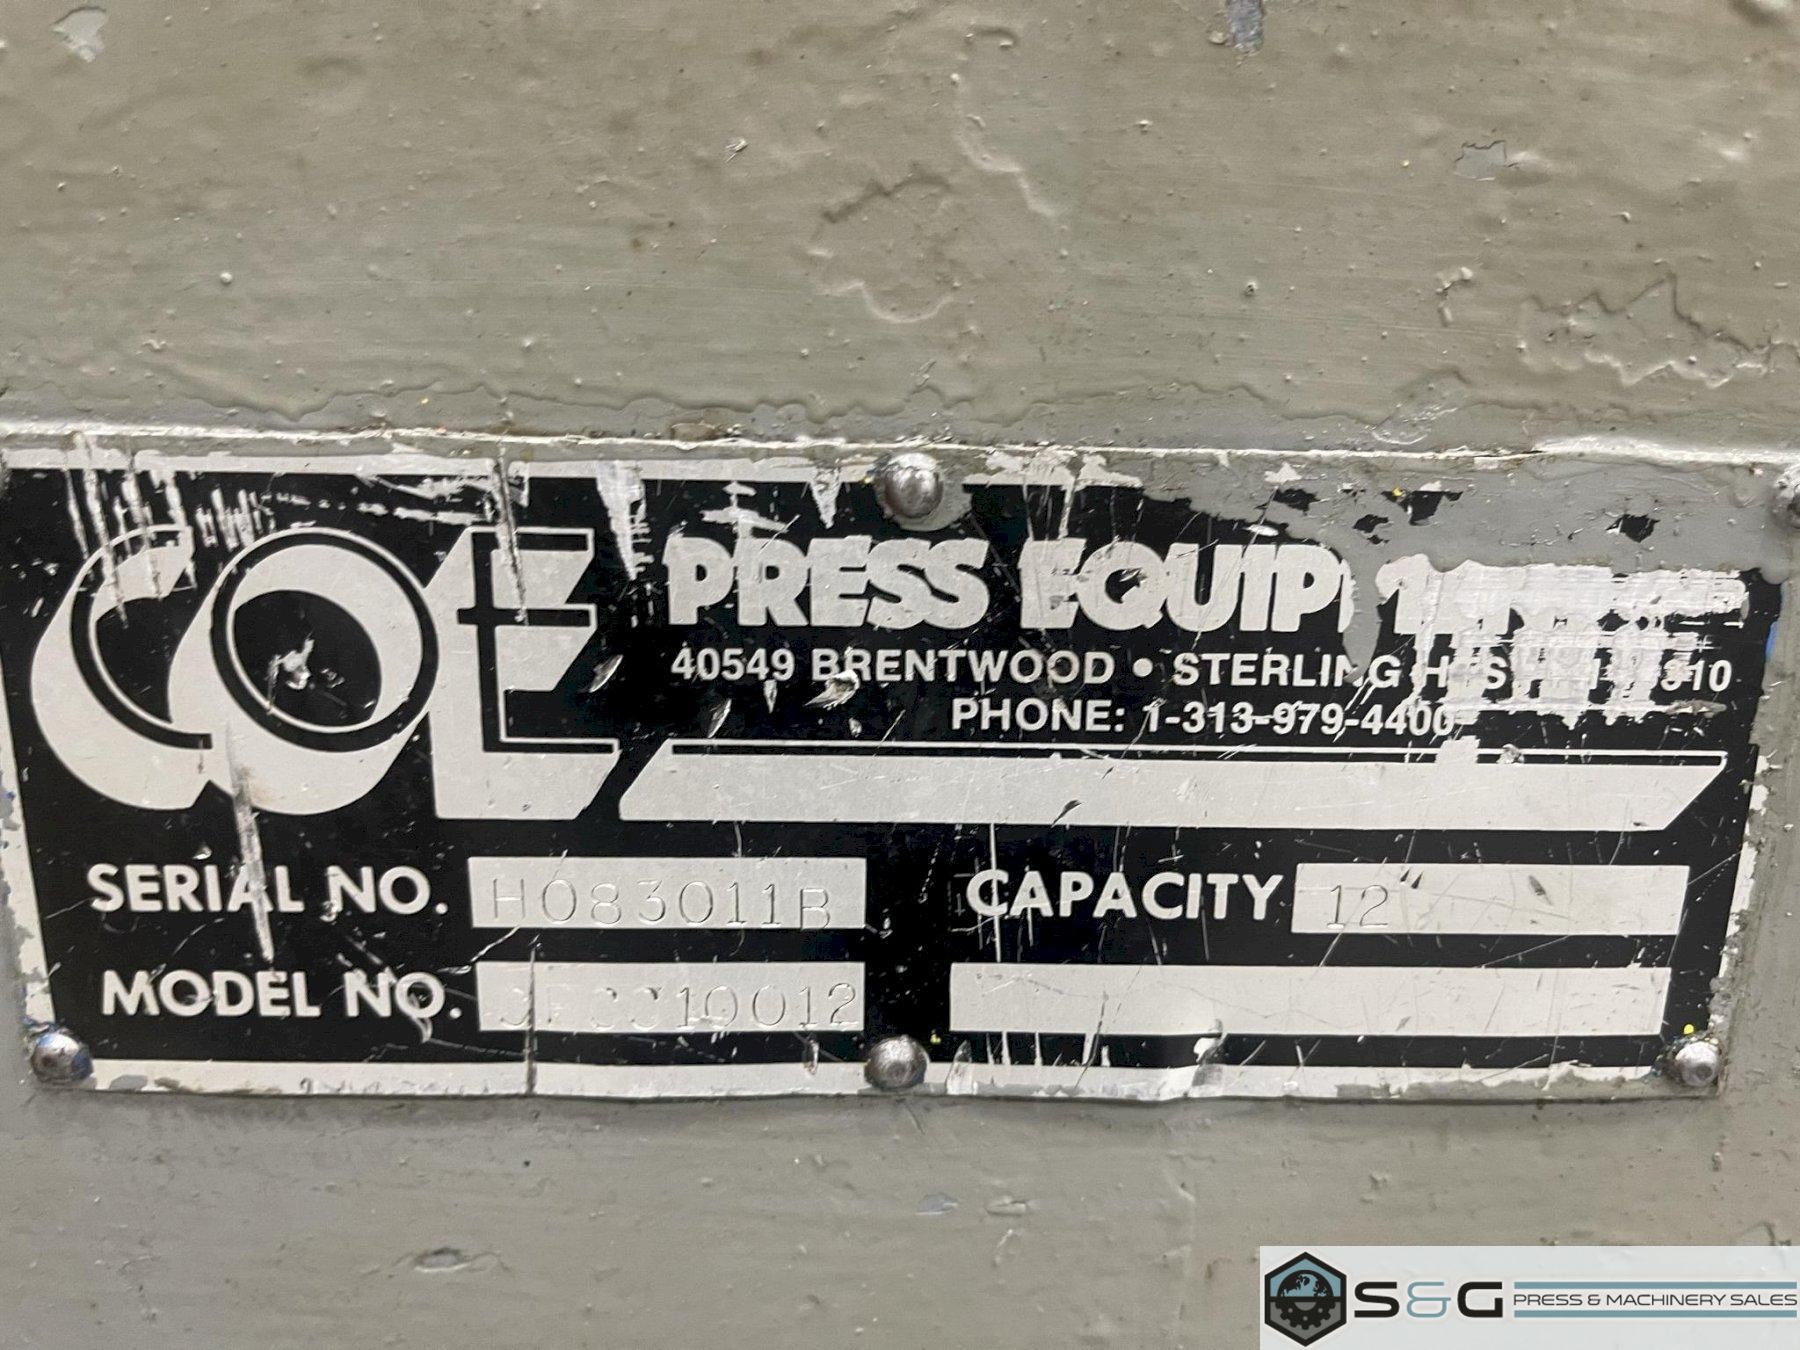 COE PRESS
40549 BRENTWOOD • STERLING
PHONE: 1-313-979-4400
SERIAL NO. H083011B CAPACITY 12"
MODEL NO.
S&G PRESS & MACHINERY SALES